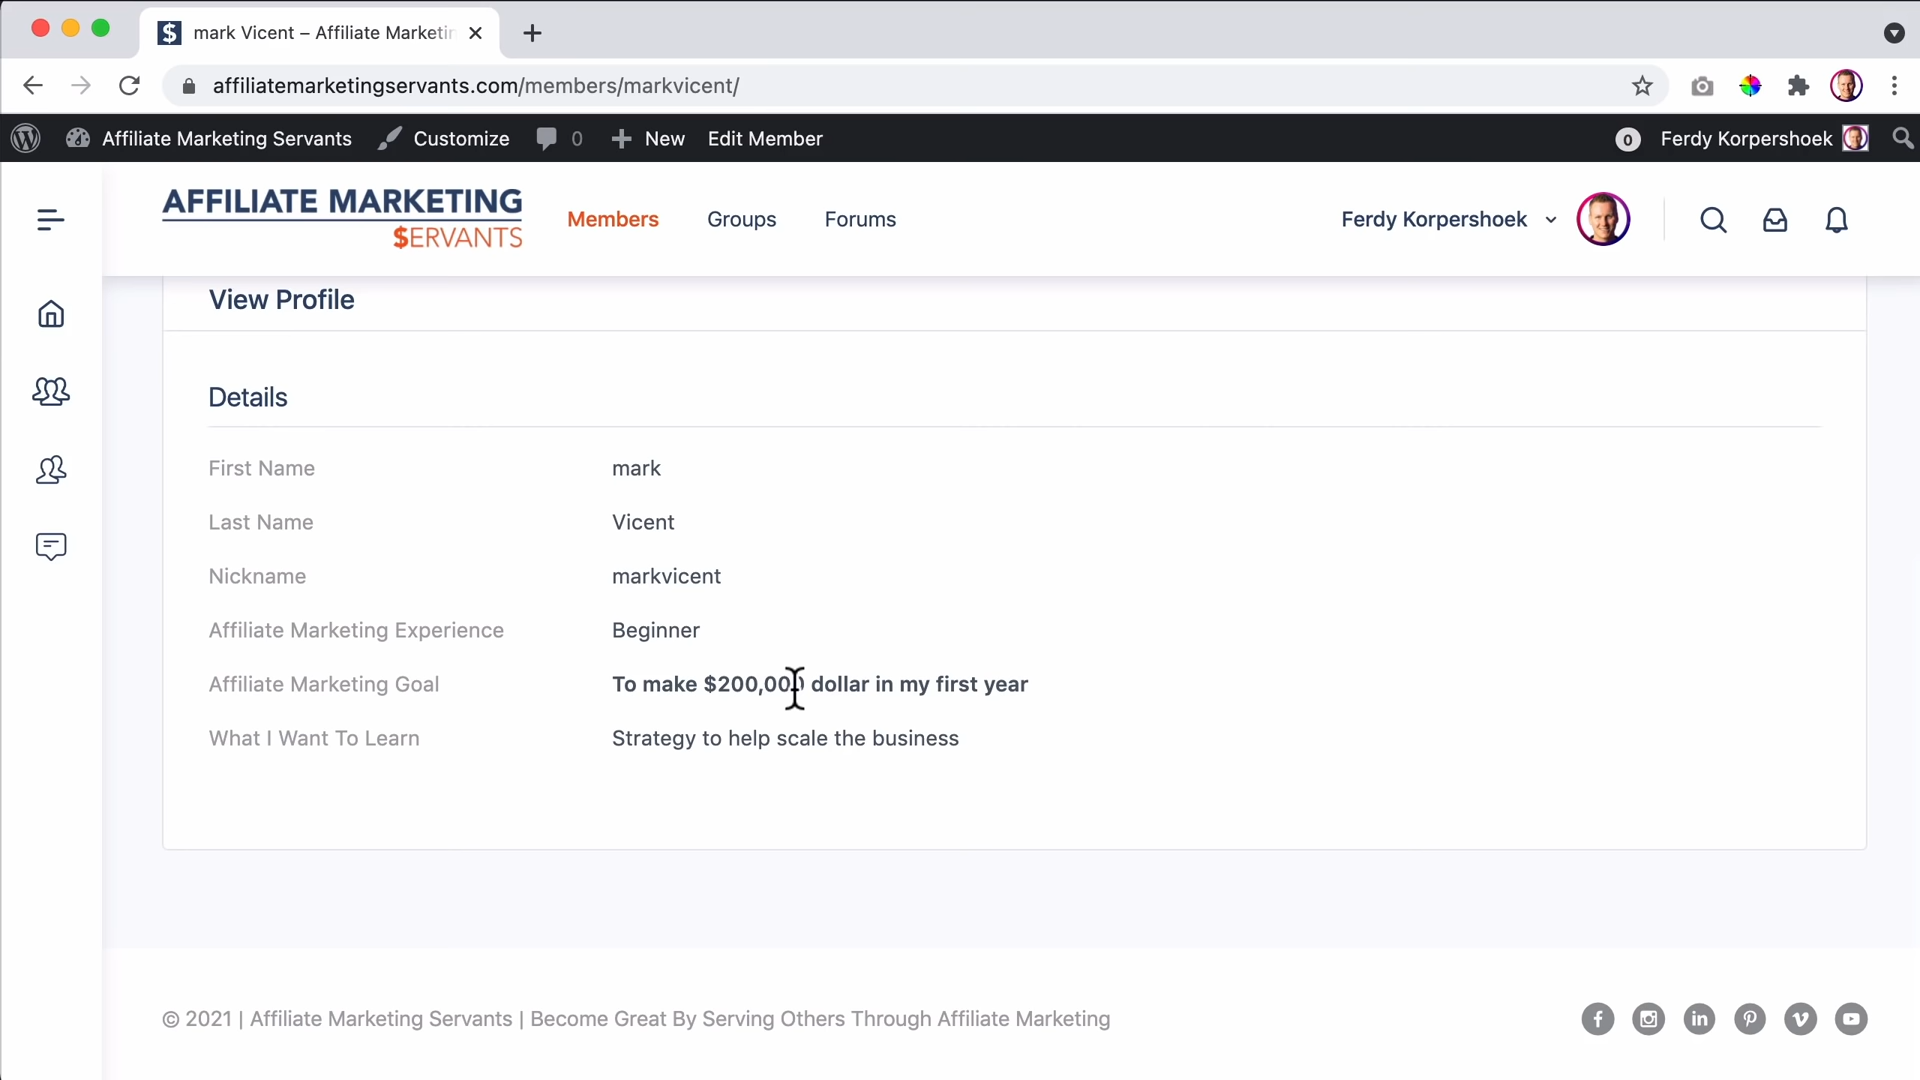 mark Vicent – Affiliate Marketin
affiliatemarketingservants.com/members/markvicent/
Affiliate Marketing Servants Customize 0 New Edit Member 0 Ferdy Korpershoek
AFFILIATE MARKETING
$ERVANTS
Members Groups Forums Ferdy Korpershoek
View Profile
Details
First Name mark
Last Name Vicent
Nickname markvicent
Affiliate Marketing Experience Beginner
Affiliate Marketing Goal To make $200,000 dollar in my first year
What I Want To Learn Strategy to help scale the business
© 2021 | Affiliate Marketing Servants | Become Great By Serving Others Through Affiliate Marketing